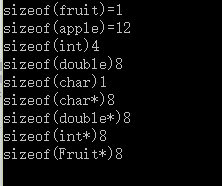 sizeof(fruit)=1
sizeof(apple)=12
sizeof(int)4
sizeof(double)8
sizeof(char)1
sizeof(char*)8
sizeof(double*)8
sizeof(int*)8
sizeof(Fruit*)8